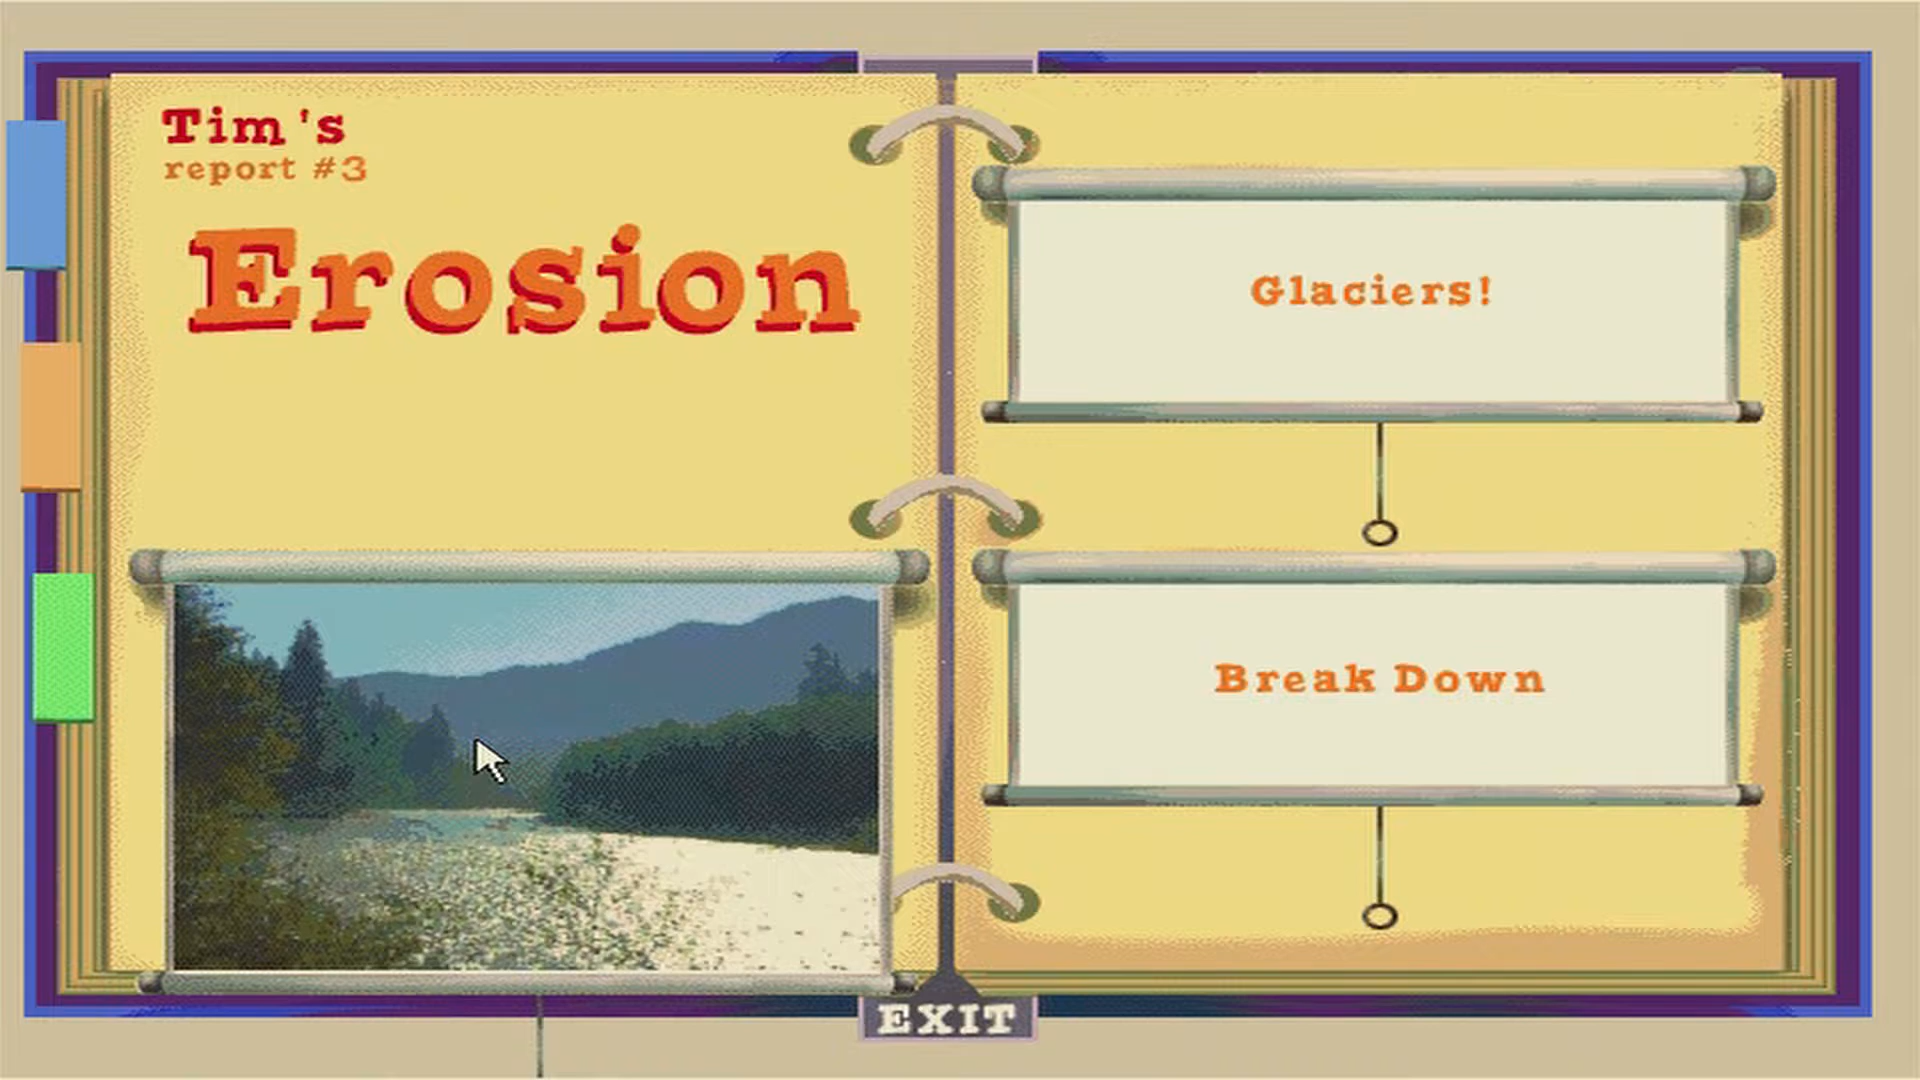 Tim's
report #3
Erosion
Glaciers!
Break Down
EXIT